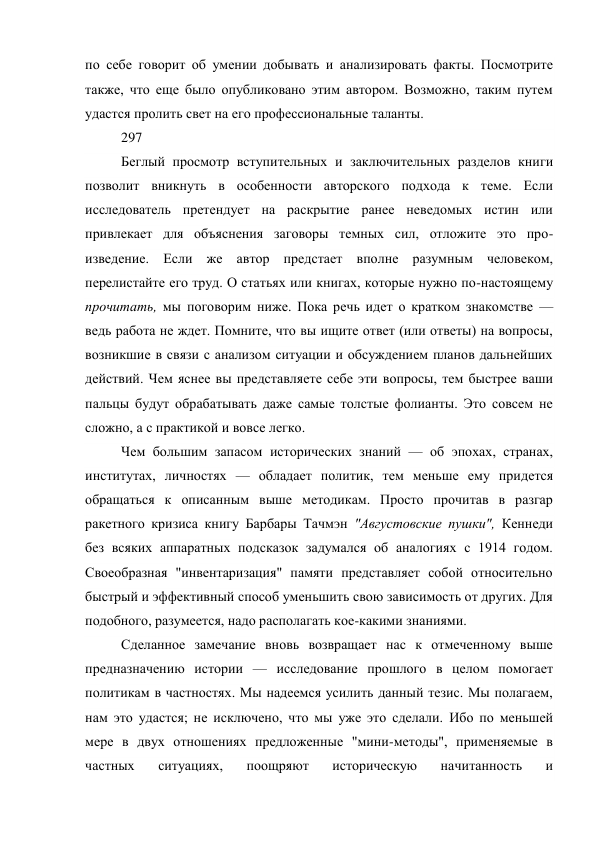 по себе говорит об умении добывать и анализировать факты. Посмотрите
также, что еще было опубликовано этим автором. Возможно, таким путем
удастся пролить свет на его профессиональные таланты.
297
Беглый просмотр вступительных и заключительных разделов книги
позволит вникнуть в особенности авторского подхода к теме. Если
исследователь претендует на раскрытие ранее неведомых истин или
привлекает для объяснения заговоры темных сил, отложите это про-
изведение. Если же автор предстает вполне разумным человеком,
перелистайте его труд. О статьях или книгах, которые нужно по-настоящему
прочитать, мы поговорим ниже. Пока речь идет о кратком знакомстве —
ведь работа не ждет. Помните, что вы ищите ответ (или ответы) на вопросы,
возникшие в связи с анализом ситуации и обсуждением планов дальнейших
действий. Чем яснее вы представляете себе эти вопросы, тем быстрее ваши
пальцы будут обрабатывать даже самые толстые фолианты. Это совсем не
сложно, а с практикой и вовсе легко.
Чем большим запасом исторических знаний — об эпохах, странах,
институтах, личностях — обладает политик, тем меньше ему придется
обращаться к описанным выше методикам. Просто прочитав в разгар
ракетного кризиса книгу Барбары Тачмэн "Августовские пушки", Кеннеди
без всяких аппаратных подсказок задумался об аналогиях с 1914 годом.
Своеобразная "инвентаризация" памяти представляет собой относительно
быстрый и эффективный способ уменьшить свою зависимость от других. Для
подобного, разумеется, надо располагать кое-какими знаниями.
Сделанное замечание вновь возвращает нас к отмеченному выше
предназначению истории — исследование прошлого в целом помогает
политикам в частностях. Мы надеемся усилить данный тезис. Мы полагаем,
нам это удастся; не исключено, что мы уже это сделали. Ибо по меньшей
мере в двух отношениях предложенные "мини-методы", применяемые в
частных ситуациях, поощряют историческую начитанность и